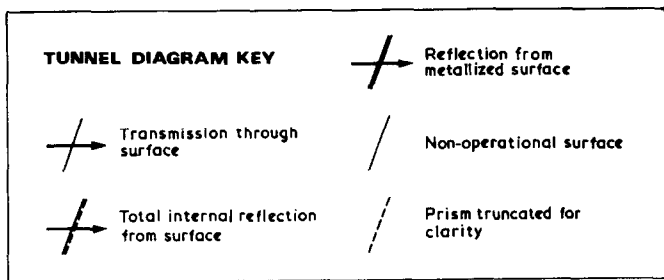 TUNNEL DIAGRAM KEY
Reflection from
metallized surface
Transmission through
surface
Non-operational surface
Total internal reflection
from surface
Prism truncated for
clarity